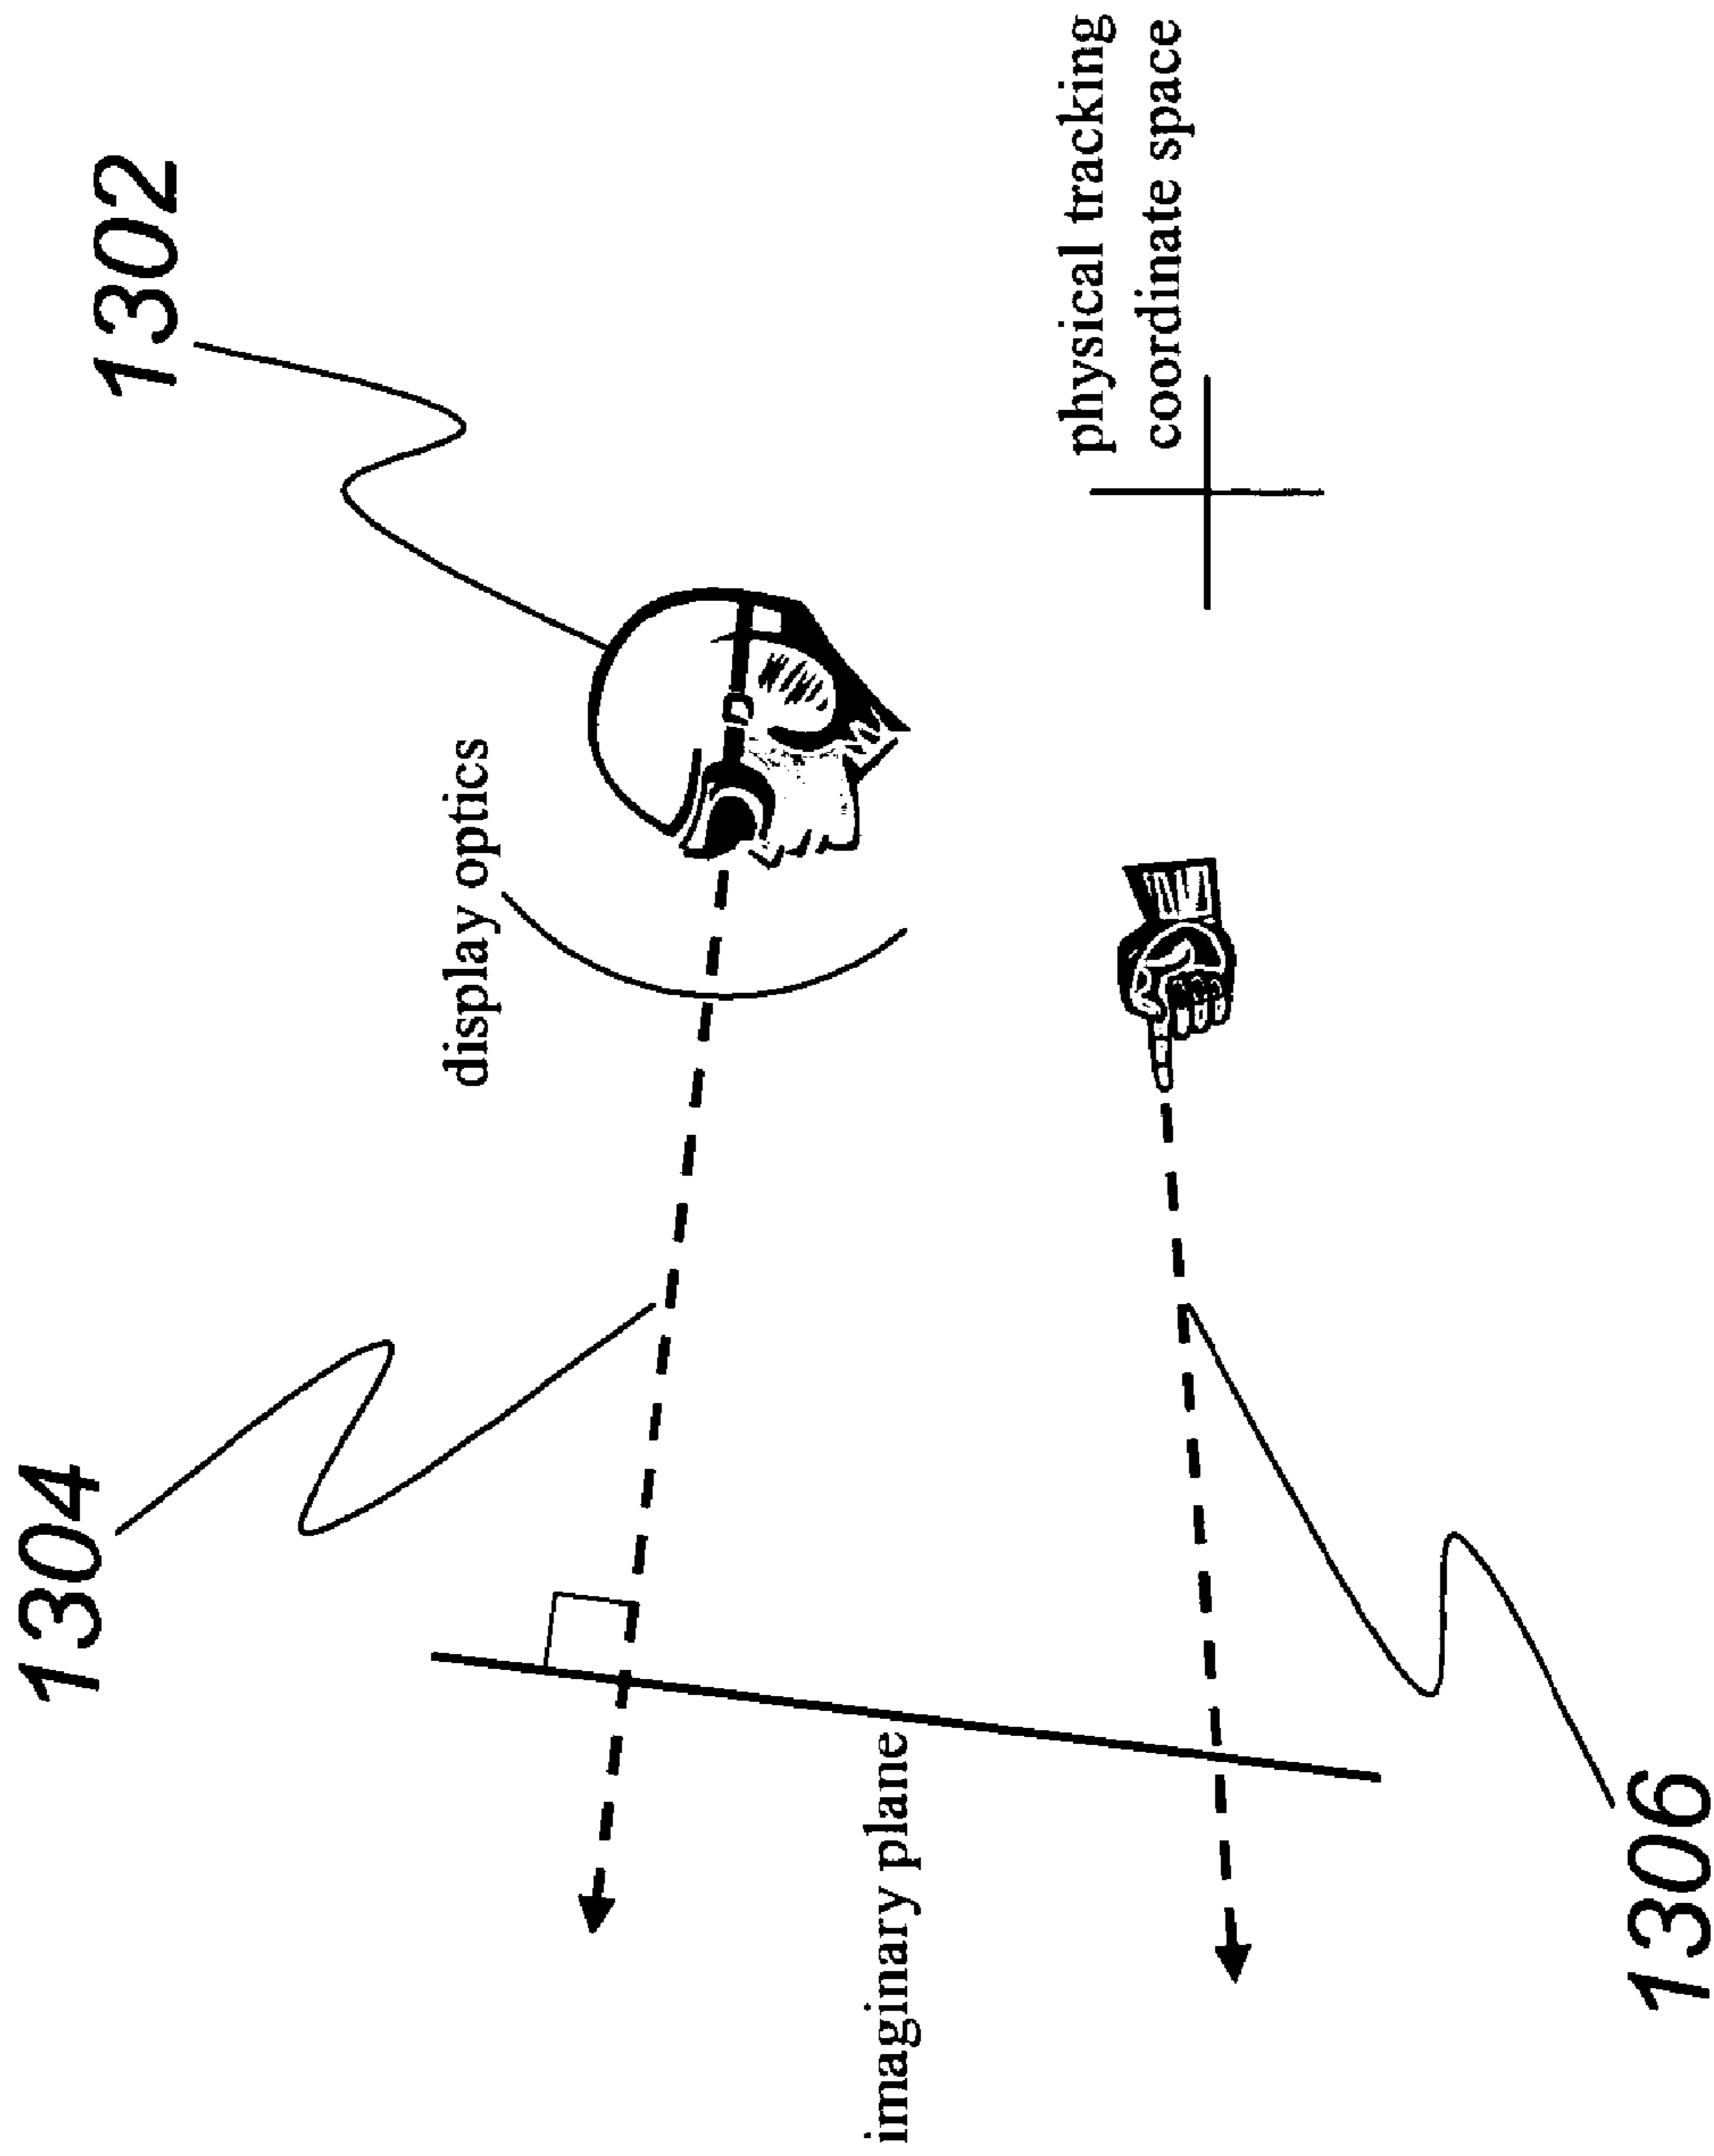 1304
1302
display optics
imaginary plane
physical tracking
coordinate space
1306